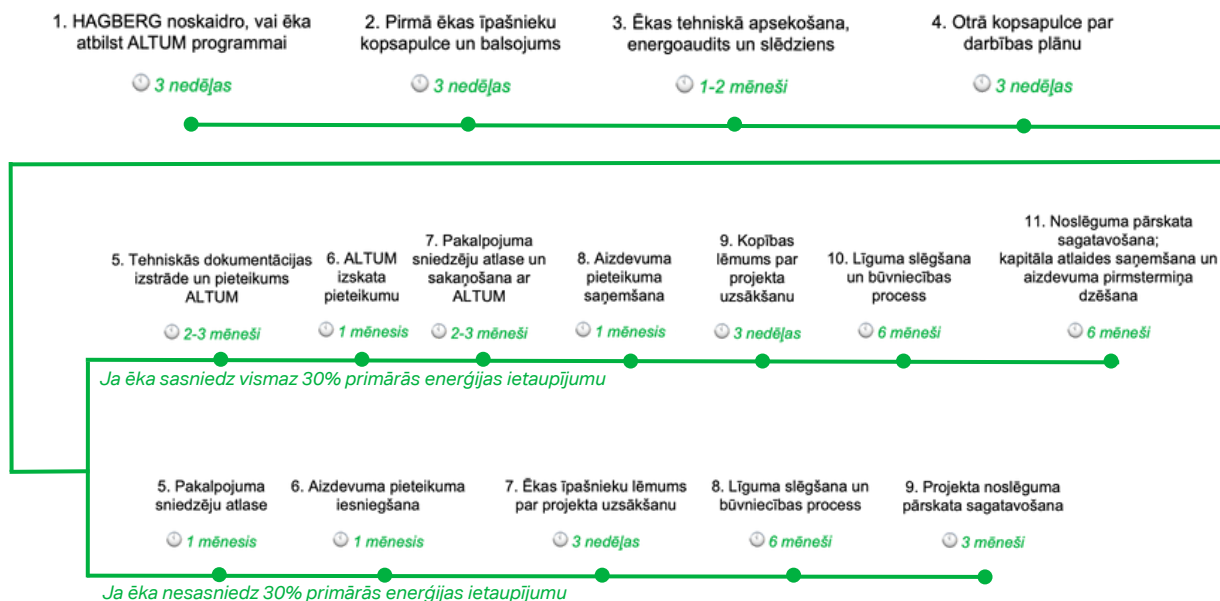 1. HAGBERG noskaidro, vai ēka
atbilst ALTUM programmai
3 nedēļas
2. Pirmā ēkas īpašnieku
kopsapulce un balsojums
3 nedēļas
3. Ēkas tehniskā apsekošana,
energoaudits un slēdziens
1-2 mēneši
4. Otrā kopsapulce par
darbības plānu
3 nedēļas
5. Tehniskās dokumentācijas
izstrāde un pieteikums
ALTUM
2-3 mēneši
6. ALTUM
izskata
pieteikumu
1 mēnesis
7. Pakalpojuma
sniedzēju atlase un
sakaņošana ar
ALTUM
2-3 mēneši
8. Aizdevuma
pieteikuma
saņemšana
1 mēnesis
9. Kopības
lēmums par
projekta
uzsākšanu
3 nedēļas
10. Līguma slēgšana
un būvniecības
process
6 mēneši
11. Noslēguma pārskata
sagatavošana;
kapitāla atlaides saņemšana un
aizdevuma pirmstermiņa
dzēšana
6 mēneši
Ja ēka sasniedz vismaz 30% primārās enerģijas ietaupījumu
5. Pakalpojuma
sniedzēju atlase
1 mēnesis
6. Aizdevuma pieteikuma
iesniegšana
1 mēnesis
7. Ēkas īpašnieku lēmums
par projekta uzsākšanu
3 nedēļas
8. Līguma slēgšana un
būvniecības process
6 mēneši
9. Projekta noslēguma
pārskata sagatavošana
3 mēneši
Ja ēka nesasniedz 30% primārās enerģijas ietaupījumu